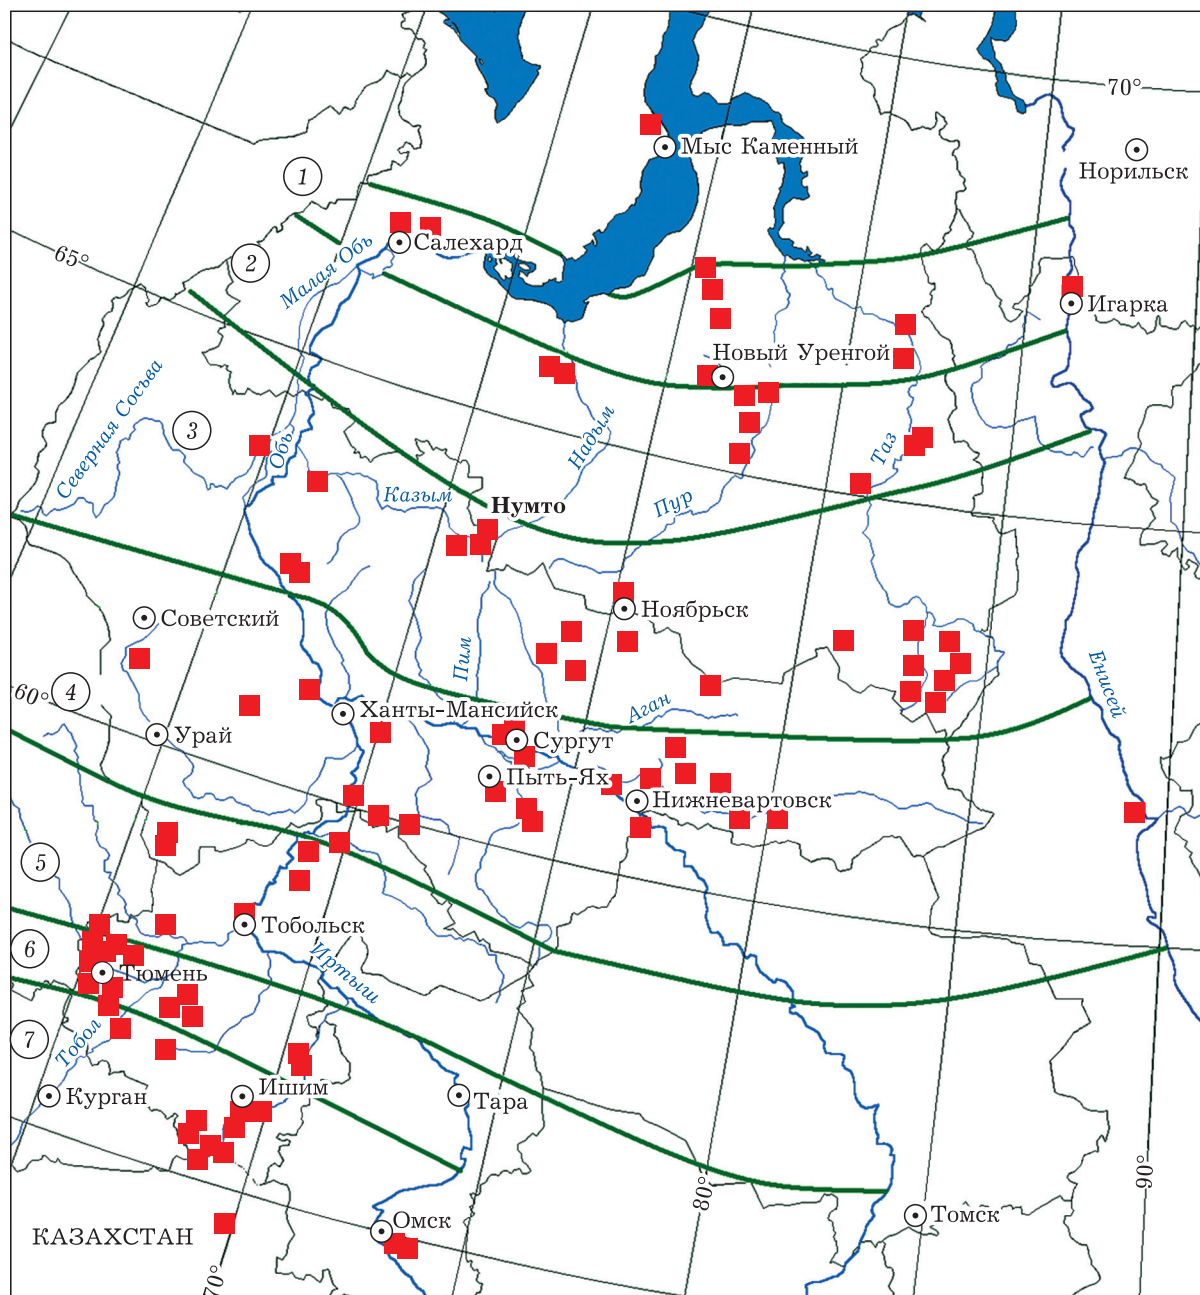 70°
Мыс Каменный
Норильск
1
Малая Обь
Салехард
2
65°
Игарка
Новый Уренгой
Северная Сосьва
3
Обь
Надым
Таз
Казым
Нумто
Пур
Ноябрьск
Советский
Пим
Енисей
60°
4
Ханты-Мансийск
Аган
Урай
Сургут
Пыть-Ях
Нижневартовск
5
Тобольск
6
Тюмень
Иртыш
7
Тобол
Курган
Ишим
Тара
80°
90°
Омск
Томск
КАЗАХСТАН
70°